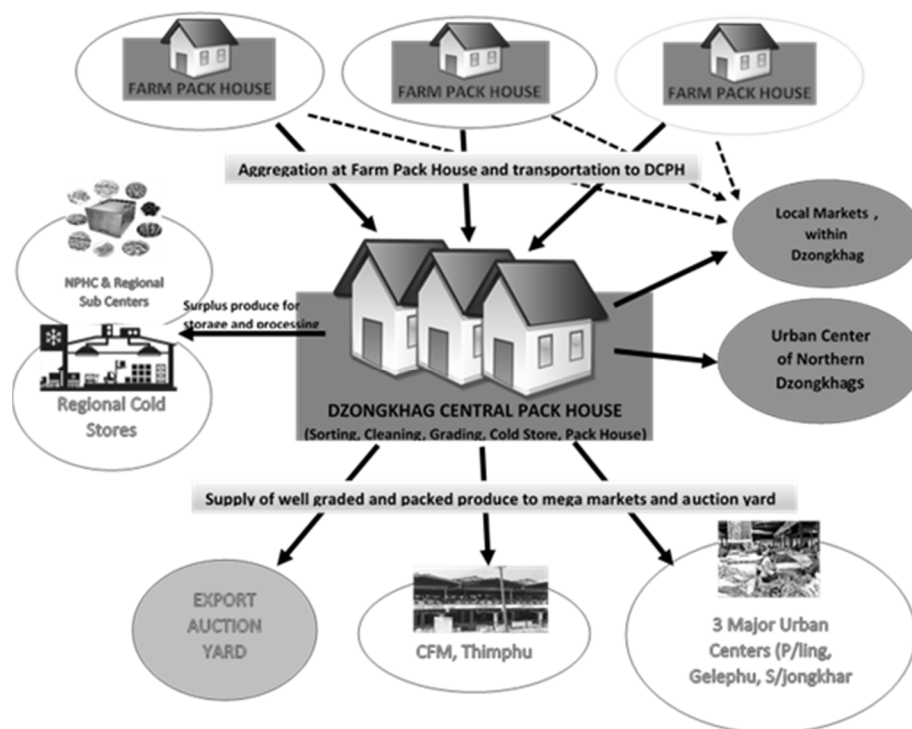 FARM PACK HOUSE
FARM PACK HOUSE
FARM PACK HOUSE
Aggregation at Farm Pack House and transportation to DCPH
Local Markets ,
within
Dzongkhag
NPHC & Regional
Sub Centers
Surplus produce for
storage and processing
Urban Center
of Northern
Dzongkhags
Regional Cold
Stores
DZONGKHAG CENTRAL PACK HOUSE
(Sorting, Cleaning, Grading, Cold Store, Pack House)
Supply of well graded and packed produce to mega markets and auction yard
EXPORT
AUCTION
YARD
CFM, Thimphu
3 Major Urban
Centers (P/ling,
Gelephu, S/jongkhar